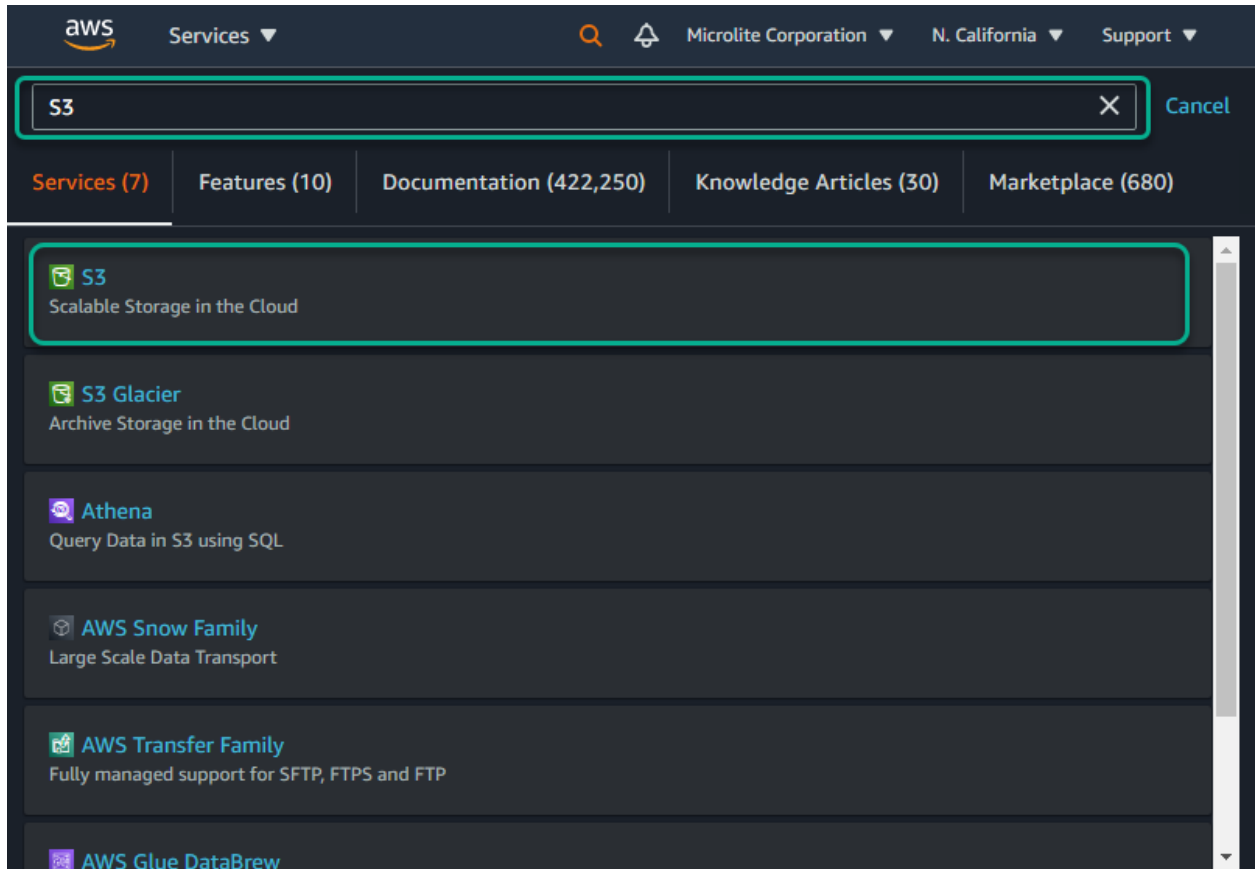 aws Services ▼ Microlite Corporation ▼ N. California ▼ Support ▼
S3 Cancel
Services (7) Features (10) Documentation (422,250) Knowledge Articles (30) Marketplace (680)
S3
Scalable Storage in the Cloud
S3 Glacier
Archive Storage in the Cloud
Athena
Query Data in S3 using SQL
AWS Snow Family
Large Scale Data Transport
AWS Transfer Family
Fully managed support for SFTP, FTPS and FTP
AWS Glue DataBrew